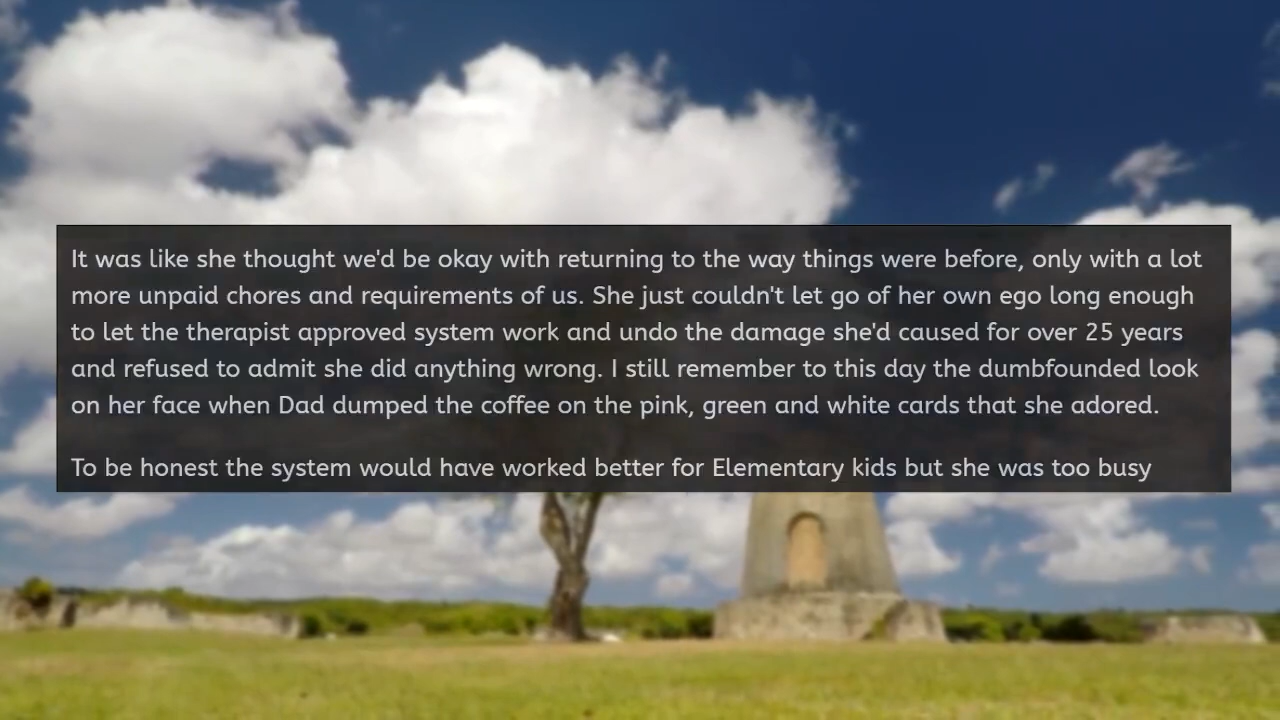 It was like she thought we'd be okay with returning to the way things were before, only with a lot
more unpaid chores and requirements of us. She just couldn't let go of her own ego long enough
to let the therapist approved system work and undo the damage she'd caused for over 25 years
and refused to admit she did anything wrong. I still remember to this day the dumbfounded look
on her face when Dad dumped the coffee on the pink, green and white cards that she adored.
To be honest the system would have worked better for Elementary kids but she was too busy